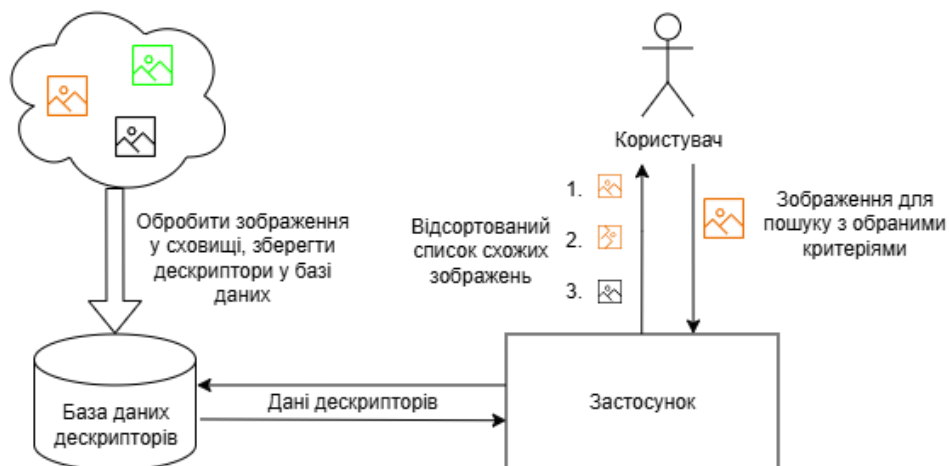 Користувач
1.
2.
3.
Відсортований
список схожих
зображень
Зображення для
пошуку з обраними
критеріями
Обробити зображення
у сховищі, зберегти
дескриптори у базі
даних
База даних
дескрипторів
Дані дескрипторів
Застосунок